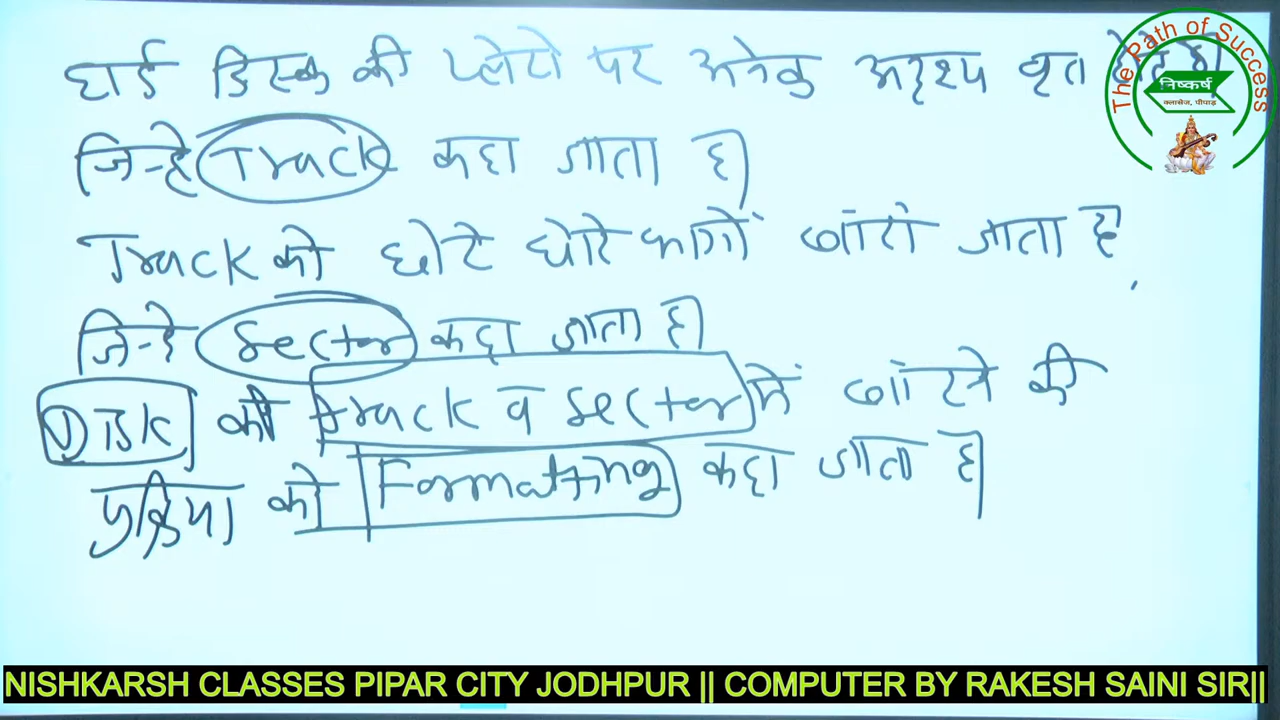 हार्ड डिस्क की प्लेटो पर अनेक अदृश्य वृत होते है
जिन्हे Track कहा जाता है।
Track को छोटे छोटे भागों बांटा जाता है
जिन्हे Sector कहा जाता है।
Disk को track व Sector में बांटने की
प्रक्रिया को Formatting कहा जाता है।
The Path of Success
निष्कर्ष
क्लासेज, पीपाड़
NISHKARSH CLASSES PIPAR CITY JODHPUR || COMPUTER BY RAKESH SAINI SIR||